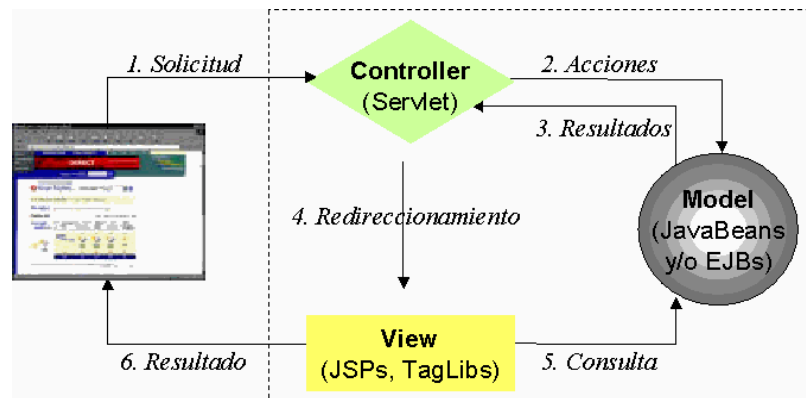 1. Solicitud
Controller
(Servlet)
2. Acciones
3. Resultados
Model
(JavaBeans
y/o EJBs)
4. Redireccionamiento
View
(JSPs, TagLibs)
5. Consulta
6. Resultado